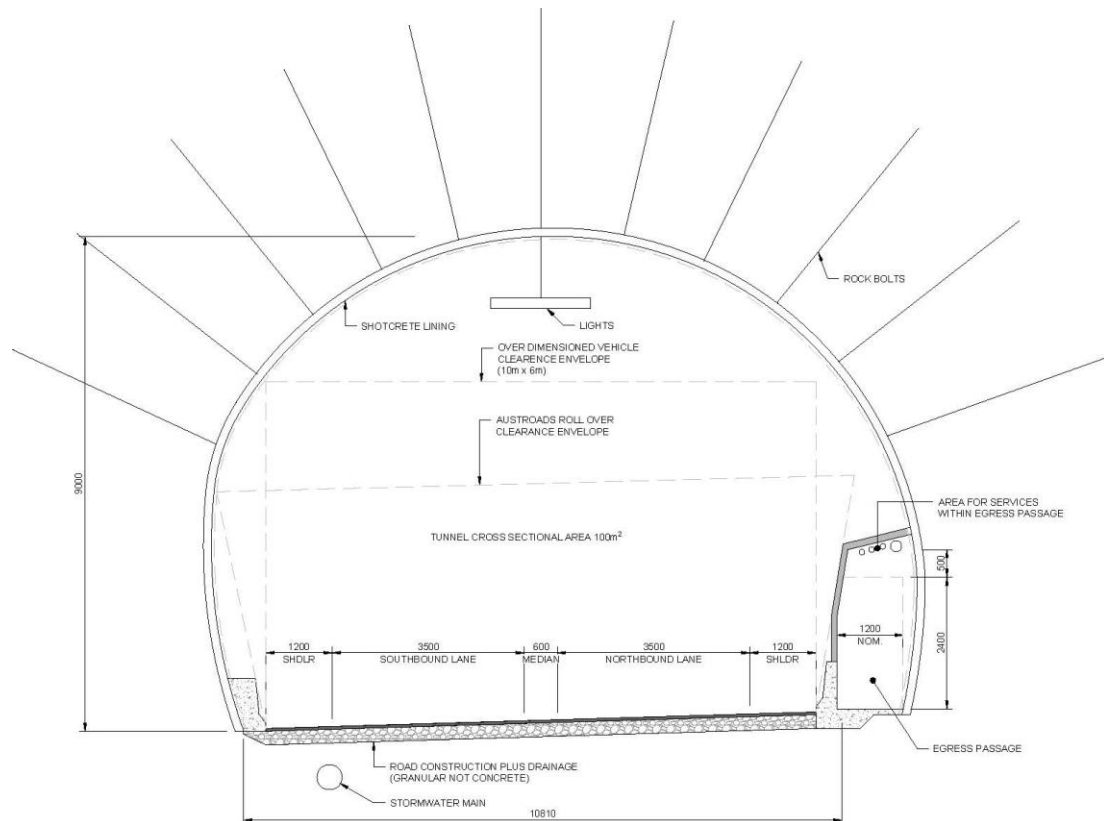 ROCK BOLTS
SHOTCRETE LINING
LIGHTS
OVER DIMENSIONED VEHICLE
CLEARENCE ENVELOPE
(10m x 6m)
AUSTROADS ROLL OVER
CLEARANCE ENVELOPE
9000
AREA FOR SERVICES
WITHIN EGRESS PASSAGE
TUNNEL CROSS SECTIONAL AREA 100m²
500
1200
SHDLR
3500
SOUTHBOUND LANE
600
MEDIAN
3500
NORTHBOUND LANE
1200
SHLDR
1200
NOM.
2400
EGRESS PASSAGE
ROAD CONSTRUCTION PLUS DRAINAGE
(GRANULAR NOT CONCRETE)
STORMWATER MAIN
10810